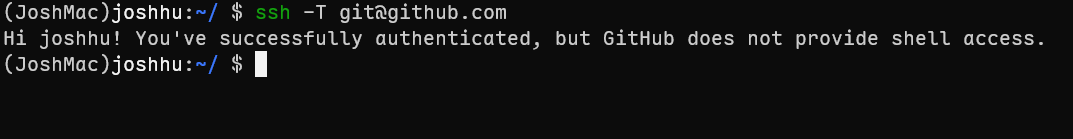 (JoshMac)joshhu:~/ $ ssh -T git@github.com
Hi joshhu! You've successfully authenticated, but GitHub does not provide shell access.
(JoshMac)joshhu:~/ $